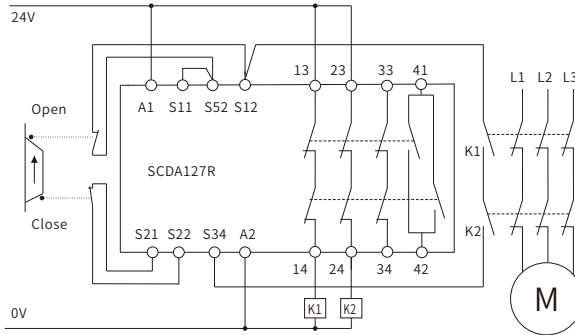 24V
13 23 33 41
L1 L2 L3
A1 S11 S52 S12
Open
K1
SCDA127R
Close
K2
S21 S22 S34 A2
14 24 34 42
K1 K2
M
0V